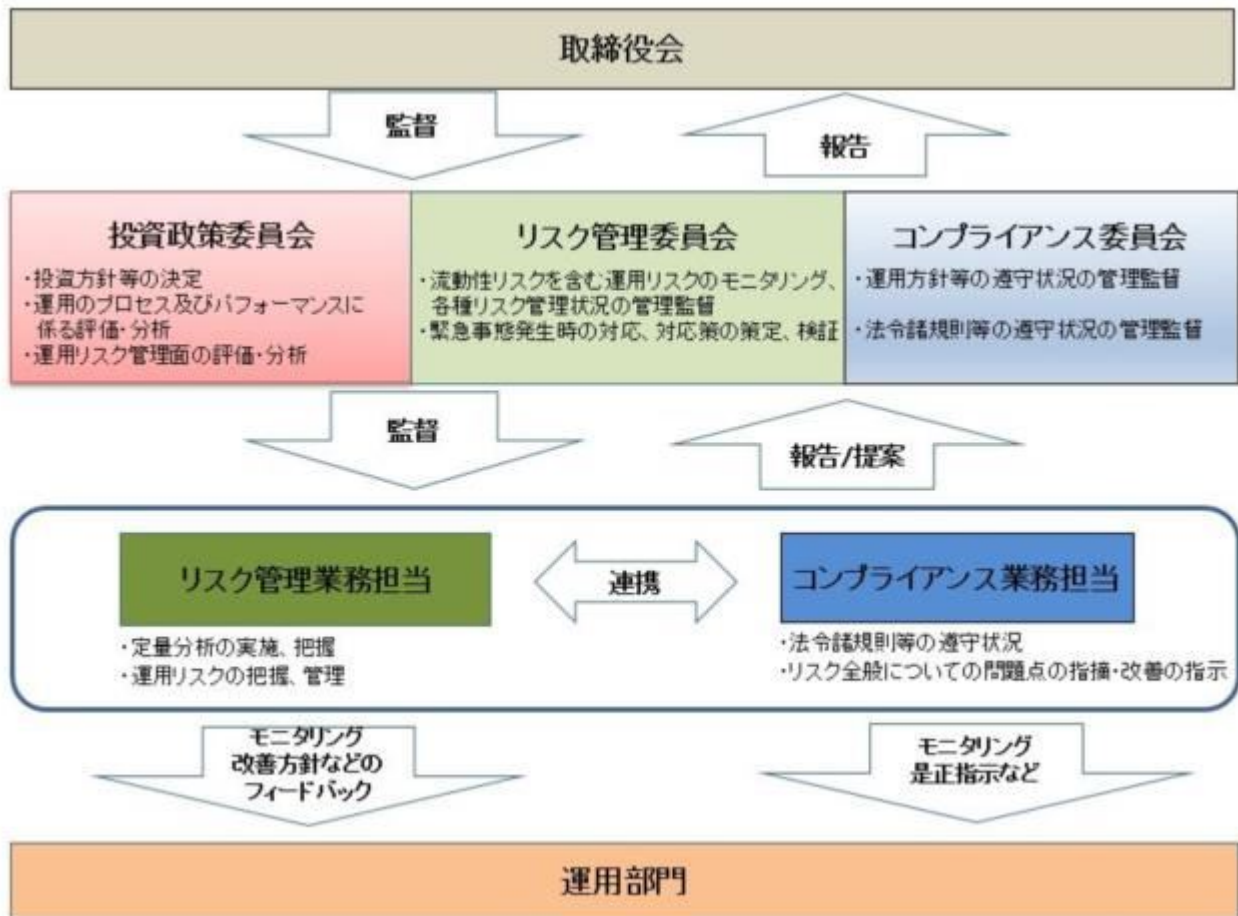 取締役会
監督
報告
投資政策委員会
・投資方針等の決定
・運用のプロセス及びパフォーマンスに
係る評価・分析
・運用リスク管理面の評価・分析
リスク管理委員会
・流動性リスクを含む運用リスクのモニタリング、
各種リスク管理状況の管理監督
・緊急事態発生時の対応、対応策の策定、検証
コンプライアンス委員会
・運用方針等の遵守状況の管理監督
・法令諸規則等の遵守状況の管理監督
監督
報告/提案
リスク管理業務担当
・定量分析の実施、把握
・運用リスクの把握、管理
連携
コンプライアンス業務担当
・法令諸規則等の遵守状況
・リスク全般についての問題点の指摘・改善の指示
モニタリング
改善方針などの
フィードバック
モニタリング
是正指示など
運用部門